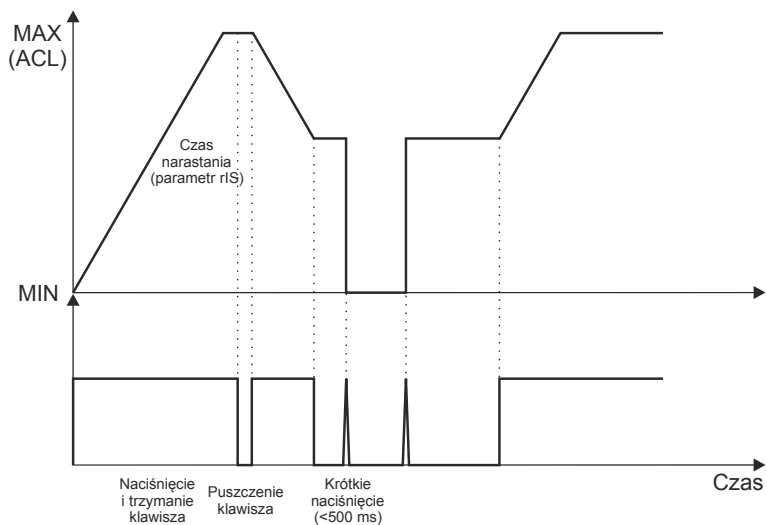 MAX
(ACL)
Czas
narastania
(parametr rIS)
MIN
Czas
Naciśnięcie
i trzymanie
klawisza
Puszczenie
klawisza
Krótkie
naciśnięcie
(<500 ms)